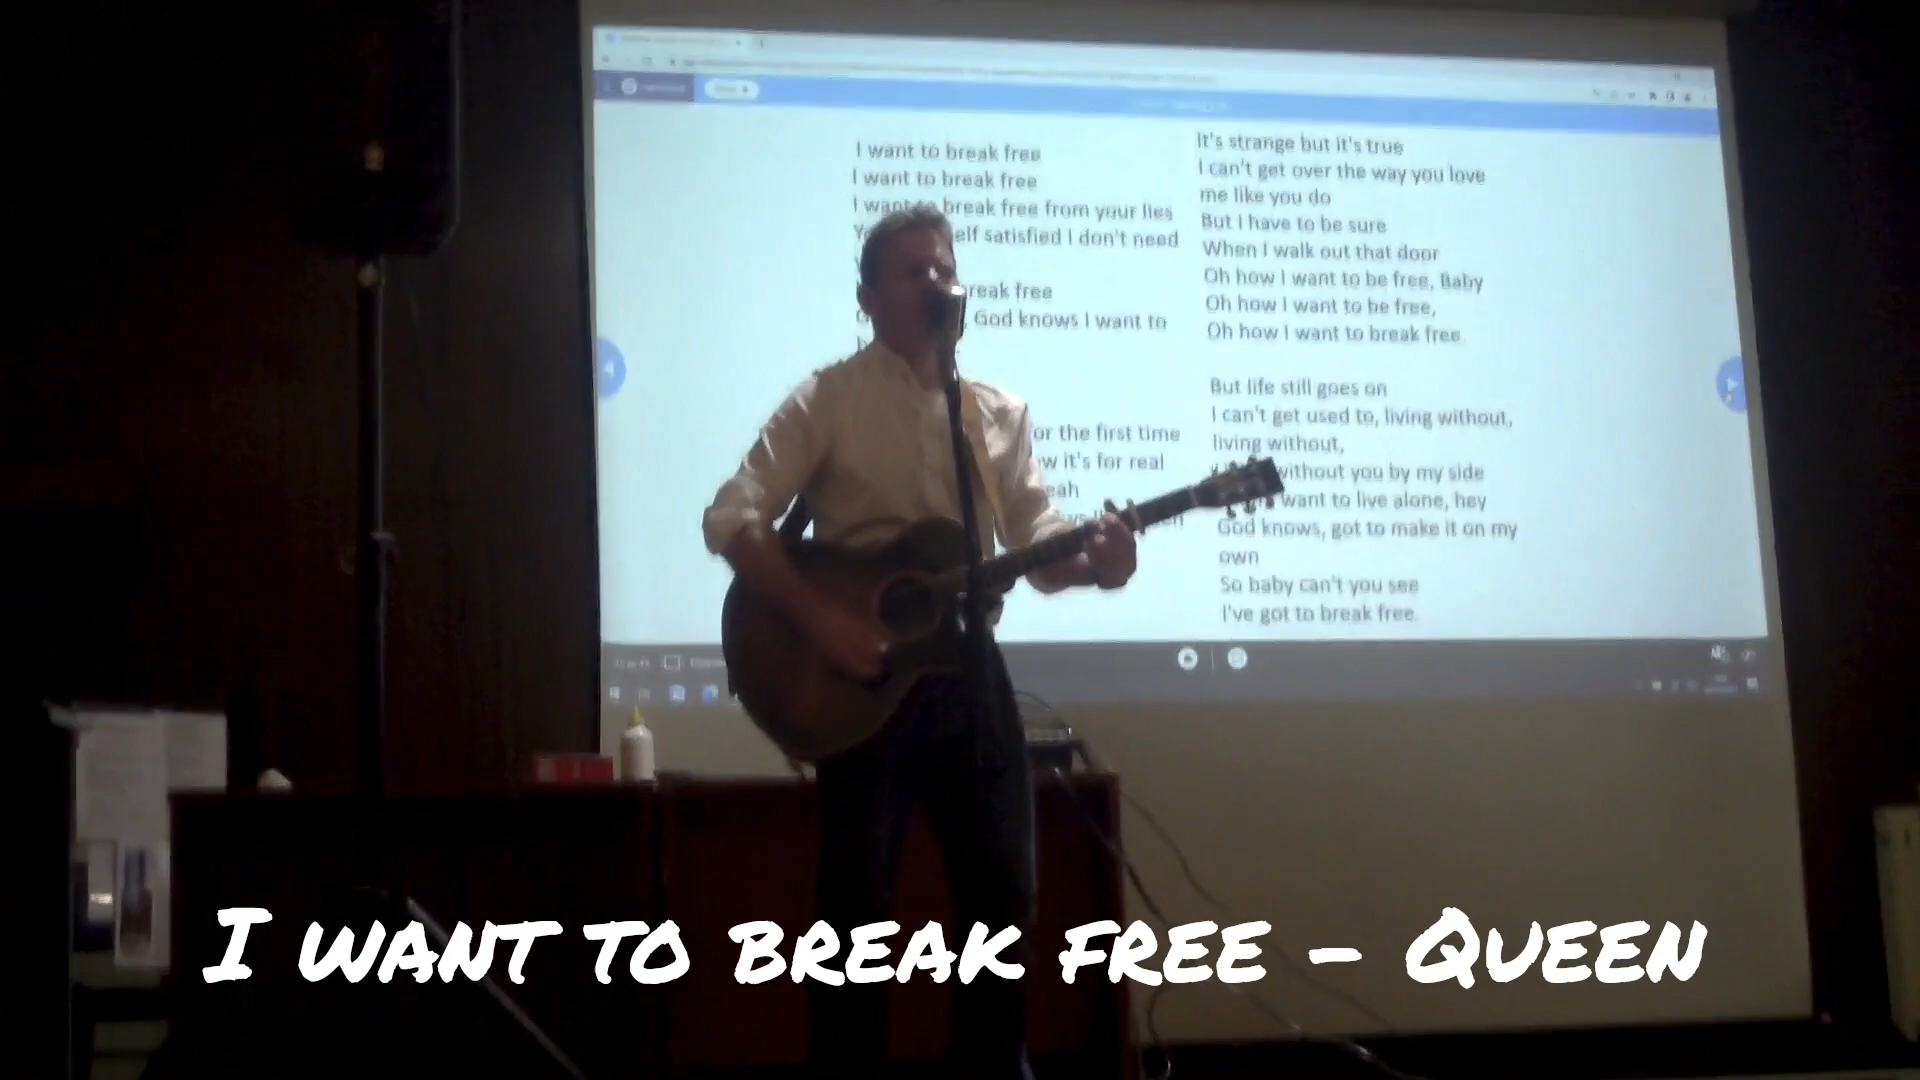 I want to break free
I want to break free
I want to break free from your lies
elf satisfied I don't need
break free
, God knows I want to
or the first time
w it's for real
eah
It's strange but it's true
I can't get over the way you love
me like you do
But I have to be sure
When I walk out that door
Oh how I want to be free, Baby
Oh how I want to be free,
Oh how I want to break free.
But life still goes on
I can't get used to, living without,
living without,
without you by my side
want to live alone, hey
God knows, got to make it on my
own
So baby can't you see
I've got to break free.
I WANT TO BREAK FREE - QUEEN